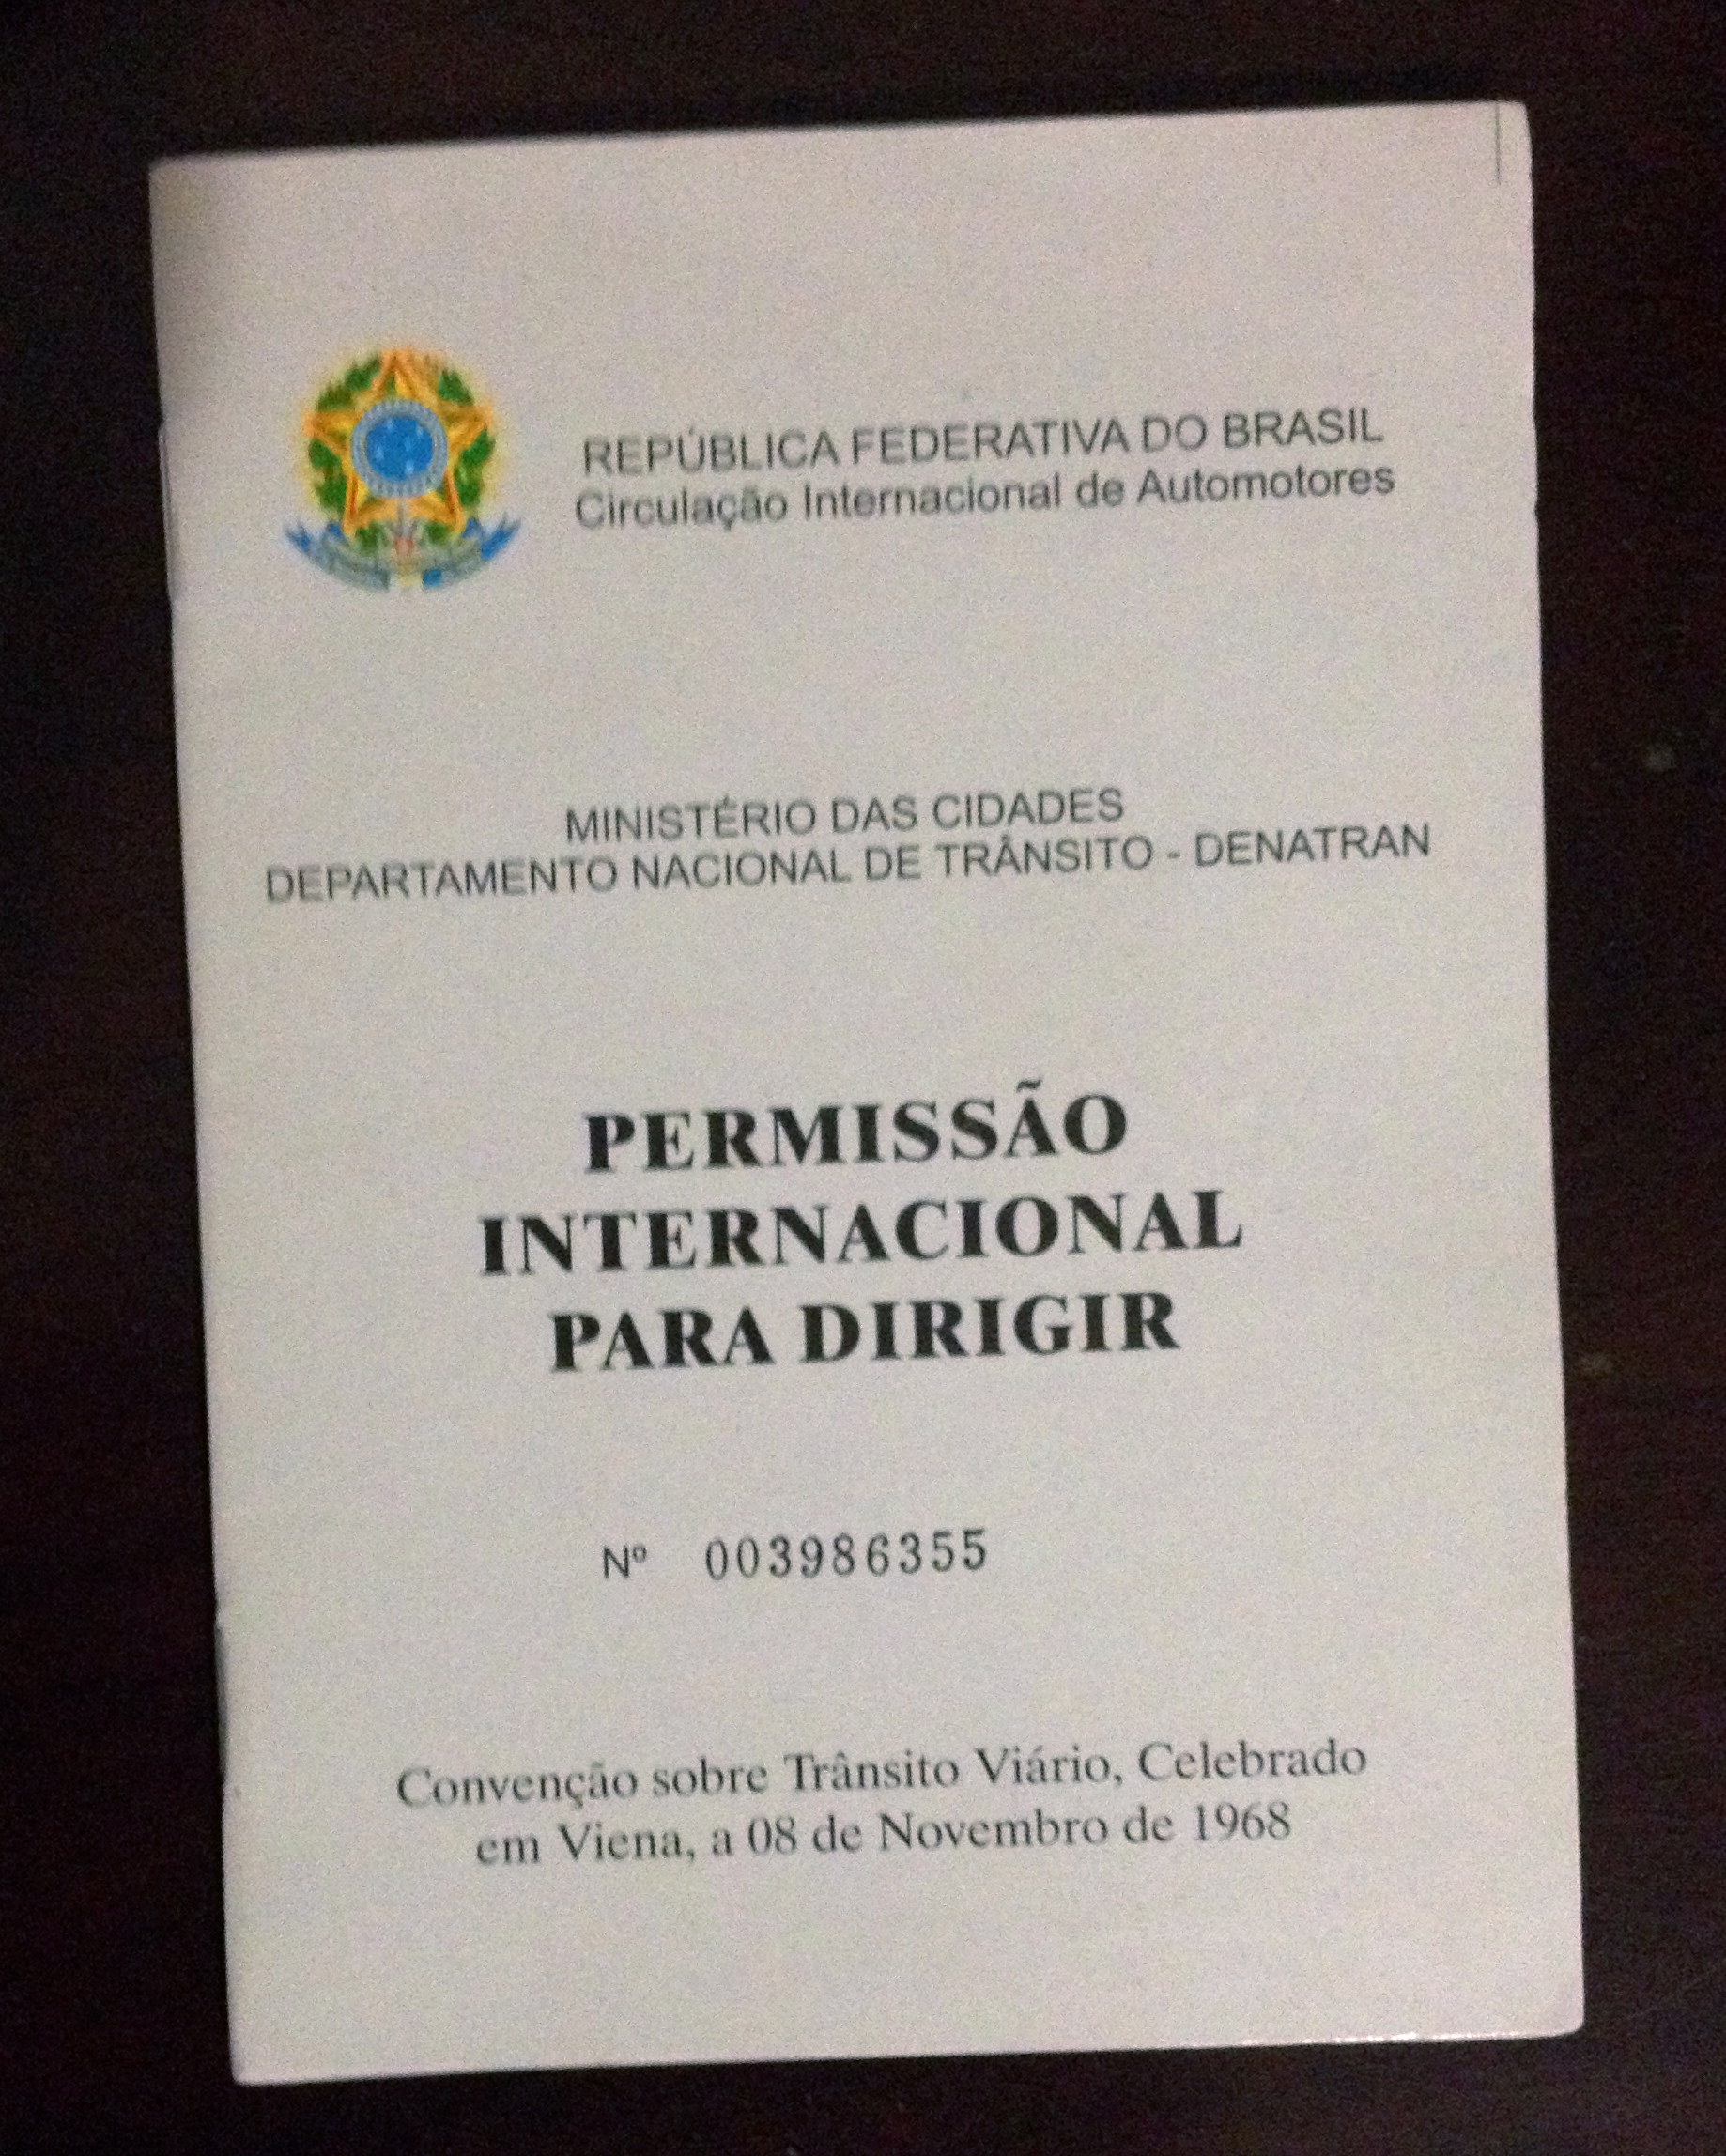 REPÚBLICA FEDERATIVA DO BRASIL
Circulação Internacional de Automotores
MINISTÉRIO DAS CIDADES
DEPARTAMENTO NACIONAL DE TRÂNSITO - DENATRAN
PERMISSÃO
INTERNACIONAL
PARA DIRIGIR
Nº 003986355
Convenção sobre Trânsito Viário, Celebrado
em Viena, a 08 de Novembro de 1968